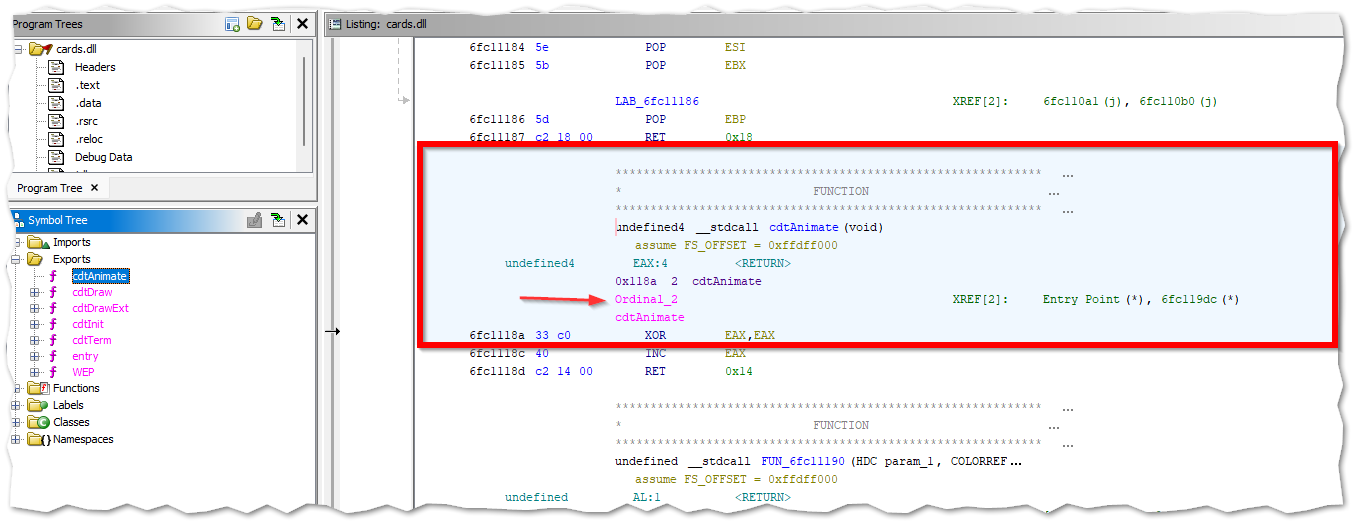 Program Trees
cards.dll
Headers
.text
.data
.rsrc
.reloc
Debug Data
Program Tree
Symbol Tree
Imports
Exports
cdtAnimate
cdtDraw
cdtDrawExt
cdtInit
cdtTerm
entry
WEP
Functions
Labels
Classes
Namespaces
Listing: cards.dll
6fc11184 5e POP ESI
6fc11185 5b POP EBX
LAB_6fc11186 XREF[2]: 6fc110a1(j), 6fc110b0(j)
6fc11186 5d POP EBP
6fc11187 c2 18 00 RET 0x18
************************************************************* ...
* FUNCTION ...
************************************************************* ...
undefined4 __stdcall cdtAnimate(void)
assume FS_OFFSET = 0xffdff000
undefined4 EAX:4 <RETURN>
0x118a 2 cdtAnimate
Ordinal_2 XREF[2]: Entry Point(*), 6fc119dc(*)
cdtAnimate
6fc1118a 33 c0 XOR EAX,EAX
6fc1118c 40 INC EAX
6fc1118d c2 14 00 RET 0x14
************************************************************* ...
* FUNCTION ...
************************************************************* ...
undefined __stdcall FUN_6fc11190(HDC param_1, COLORREF...
assume FS_OFFSET = 0xffdff000
undefined AL:1 <RETURN>